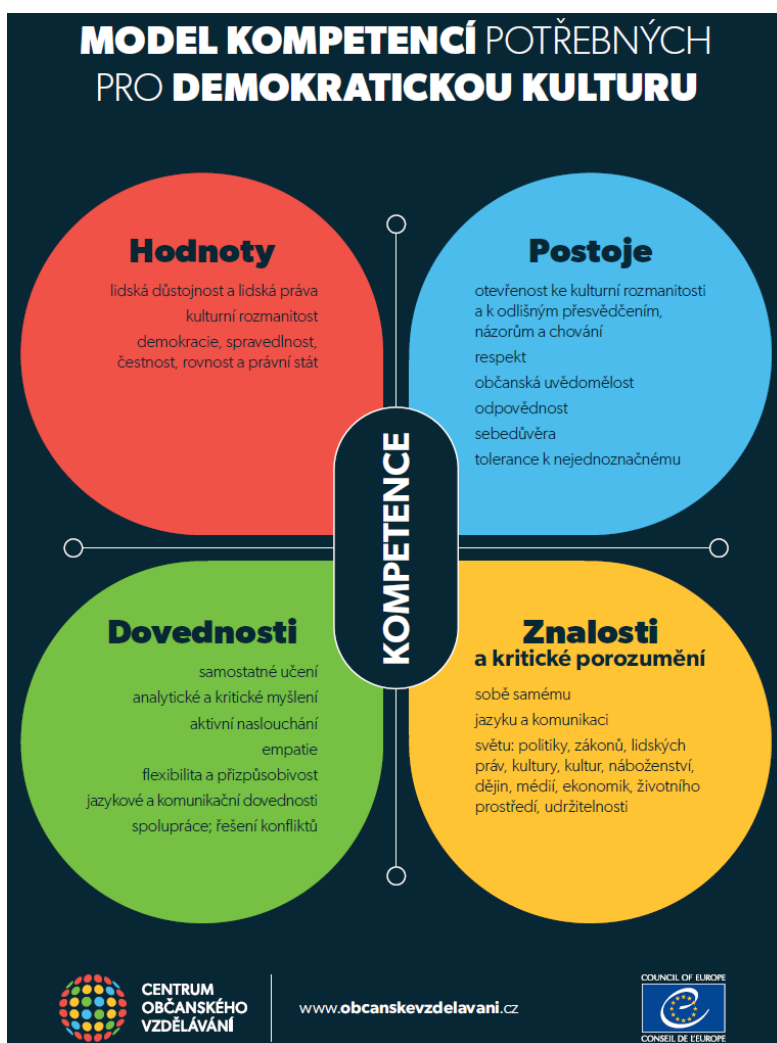 MODEL KOMPETENCÍ POTŘEBNÝCH
PRO DEMOKRATICKOU KULTURU
Hodnoty
lidská důstojnost a lidská práva
kulturní rozmanitost
demokracie, spravedlnost,
čestnost, rovnost a právní stát
Postoje
otevřenost ke kulturní rozmanitosti
a k odlišným přesvědčením,
názorům a chování
respekt
občanská uvědomělost
odpovědnost
sebedůvěra
tolerance k nejednoznačnému
KOMPETENCE
Dovednosti
samostatné učení
analytické a kritické myšlení
aktivní naslouchání
empatie
flexibilita a přizpůsobivost
jazykové a komunikační dovednosti
spolupráce; řešení konfliktů
Znalosti
a kritické porozumění
sobě samému
jazyku a komunikaci
světu: politiky, zákonů, lidských
práv, kultury, kultur, náboženství,
dějin, médií, ekonomik, životního
prostředí, udržitelnosti
CENTRUM
OBČANSKÉHO
VZDĚLÁVÁNÍ
www.obcanskevzdelavani.cz
COUNCIL OF EUROPE
CONSEIL DE L'EUROPE